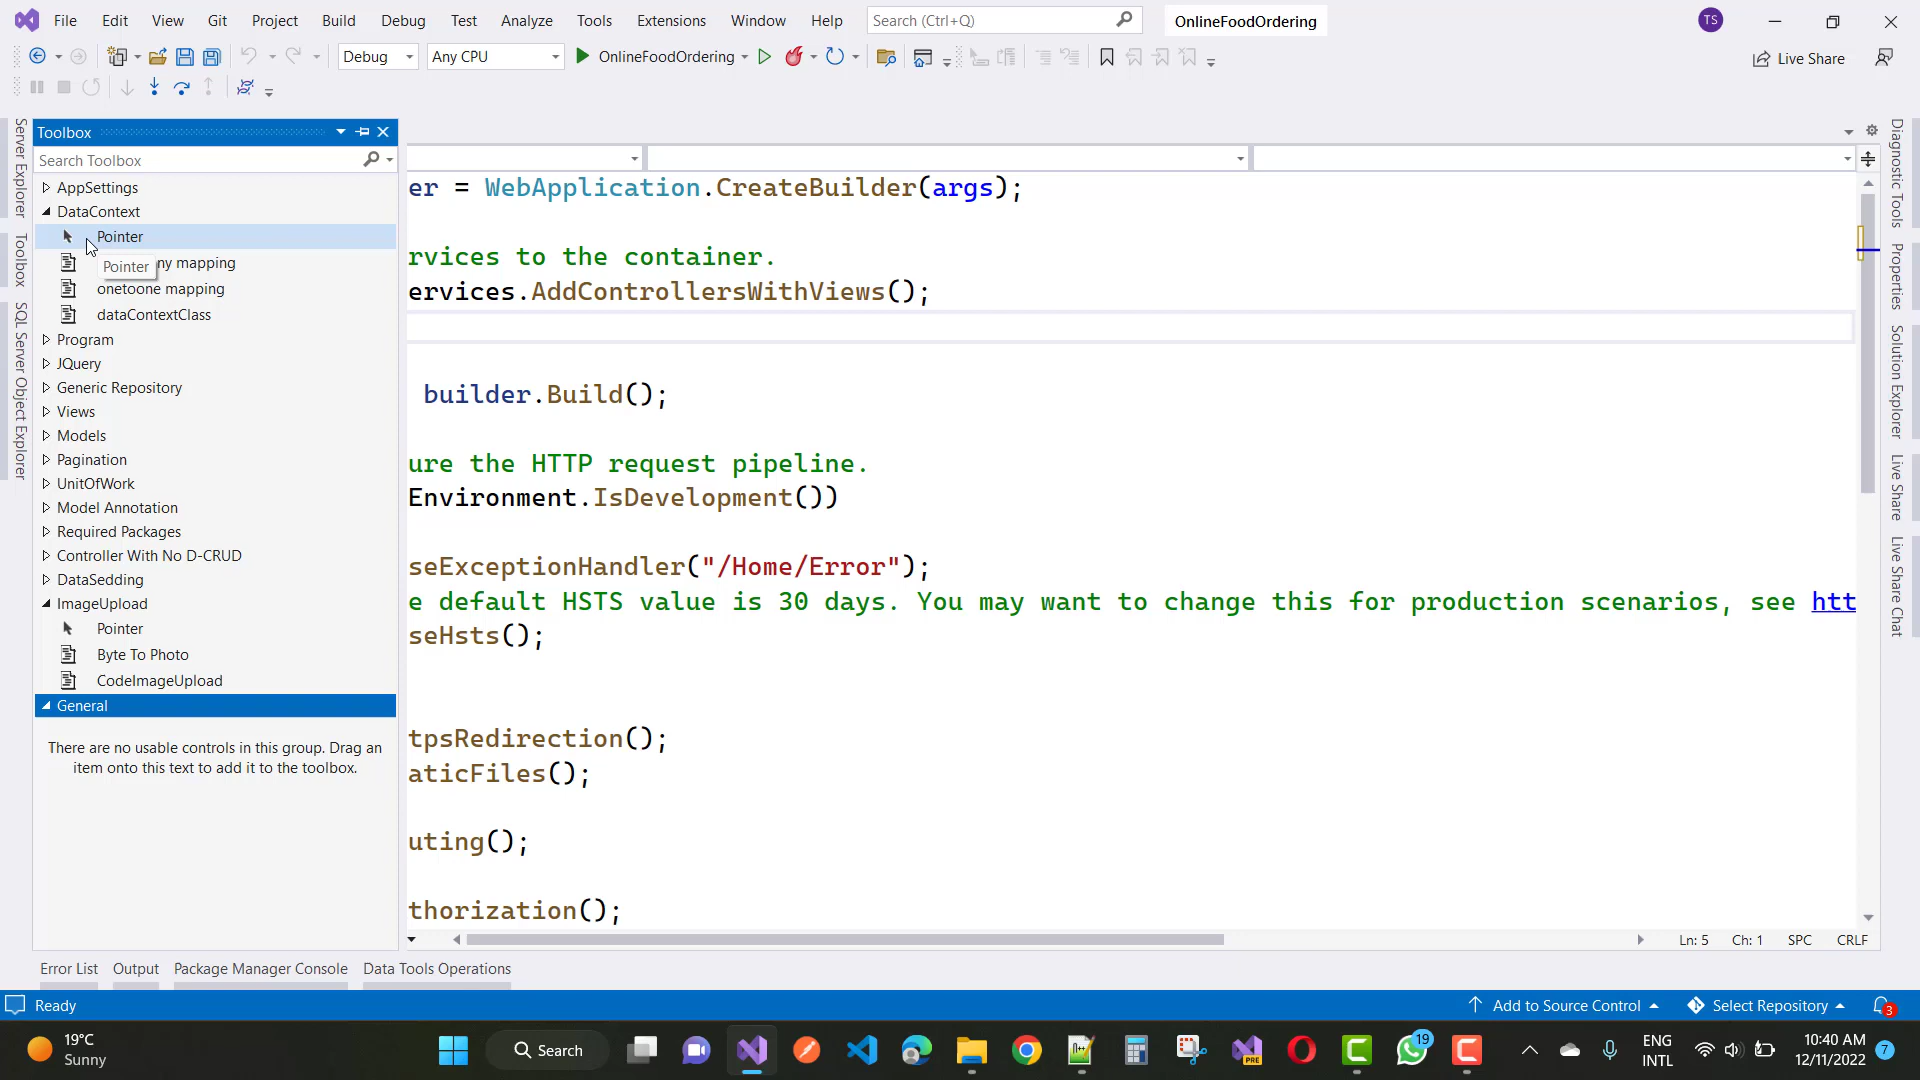 File Edit View Git Project Build Debug Test Analyze Tools Extensions Window Help Search (Ctrl+Q) OnlineFoodOrdering TS
Debug Any CPU OnlineFoodOrdering Live Share
Server Explorer
Toolbox
SQL Server Object Explorer
Toolbox
Search Toolbox
AppSettings
DataContext
Pointer
ny mapping
Pointer
onetoone mapping
dataContextClass
Program
JQuery
Generic Repository
Views
Models
Pagination
UnitOfWork
Model Annotation
Required Packages
Controller With No D-CRUD
DataSedding
ImageUpload
Pointer
Byte To Photo
CodeImageUpload
General
There are no usable controls in this group. Drag an
item onto this text to add it to the toolbox.
er = WebApplication.CreateBuilder(args);
rvices to the container.
ervices.AddControllersWithViews();
builder.Build();
ure the HTTP request pipeline.
Environment.IsDevelopment())
seExceptionHandler("/Home/Error");
e default HSTS value is 30 days. You may want to change this for production scenarios, see htt
seHsts();
tpsRedirection();
aticFiles();
uting();
thorization();
Ln: 5 Ch: 1 SPC CRLF
Diagnostic Tools
Properties
Solution Explorer
Live Share
Live Share Chat
Error List Output Package Manager Console Data Tools Operations
Ready Add to Source Control Select Repository 3
19°C
Sunny
Search
PRE
19
ENG
INTL
10:40 AM
12/11/2022
7